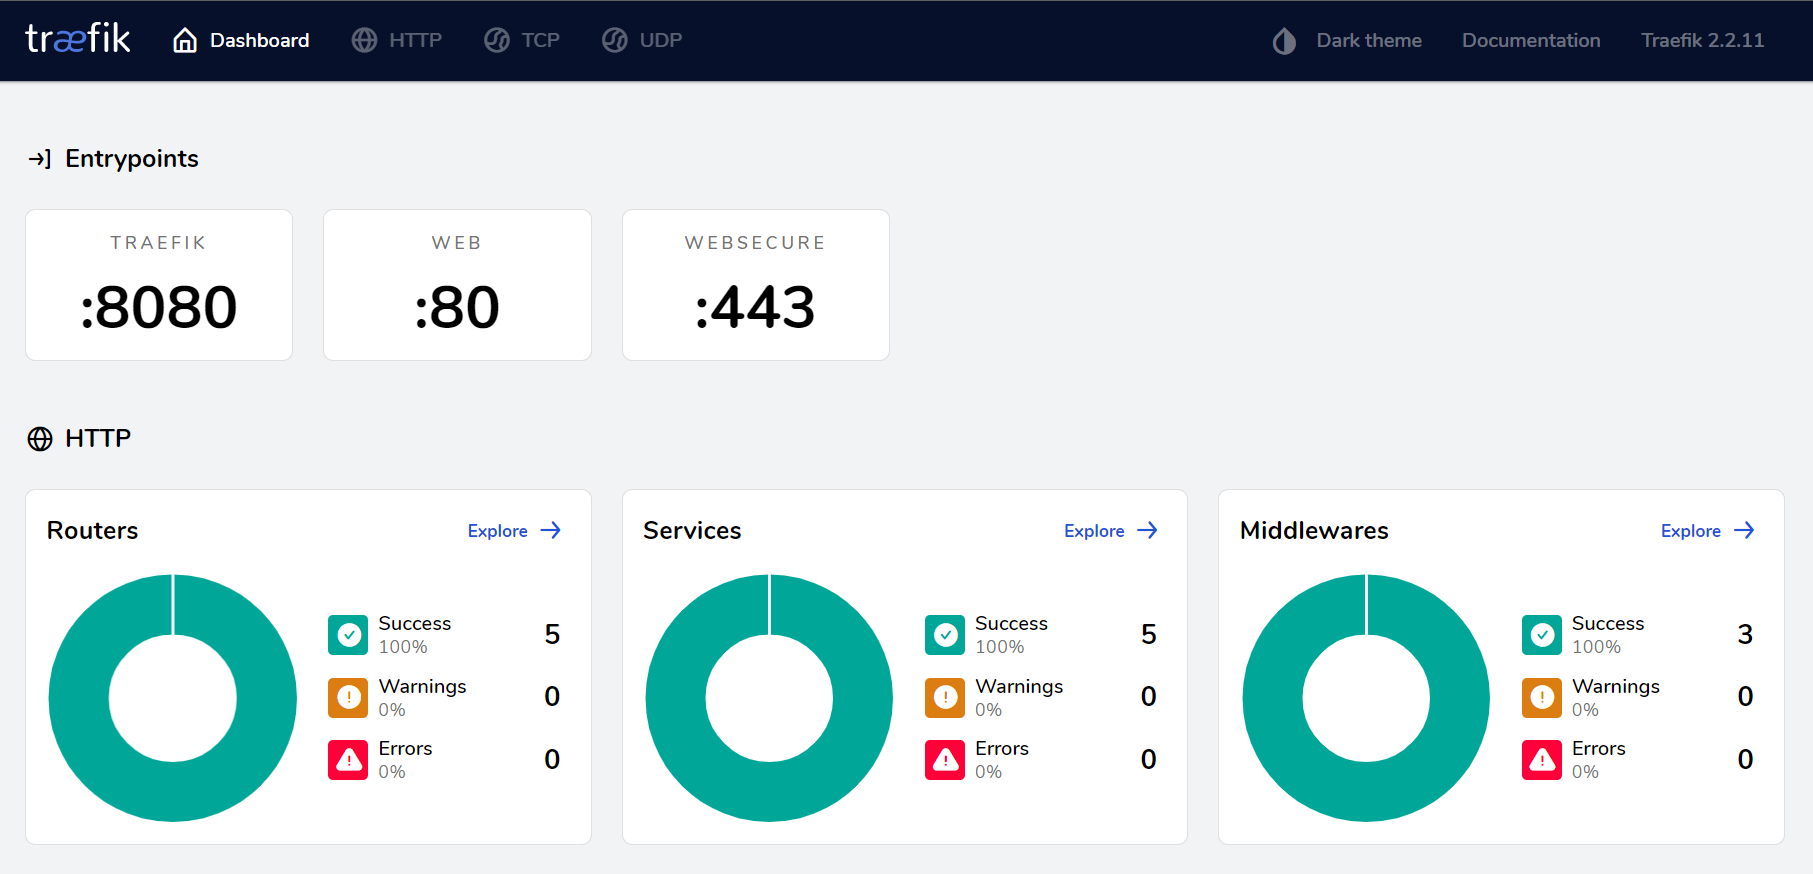 træfik Dashboard HTTP TCP UDP Dark theme Documentation Traefik 2.2.11
Entrypoints
TRAEFIK WEB WEBSECURE
:8080 :80 :443
HTTP
Routers Explore
Success 5
100%
Warnings 0
0%
Errors 0
0%
Services Explore
Success 5
100%
Warnings 0
0%
Errors 0
0%
Middlewares Explore
Success 3
100%
Warnings 0
0%
Errors 0
0%